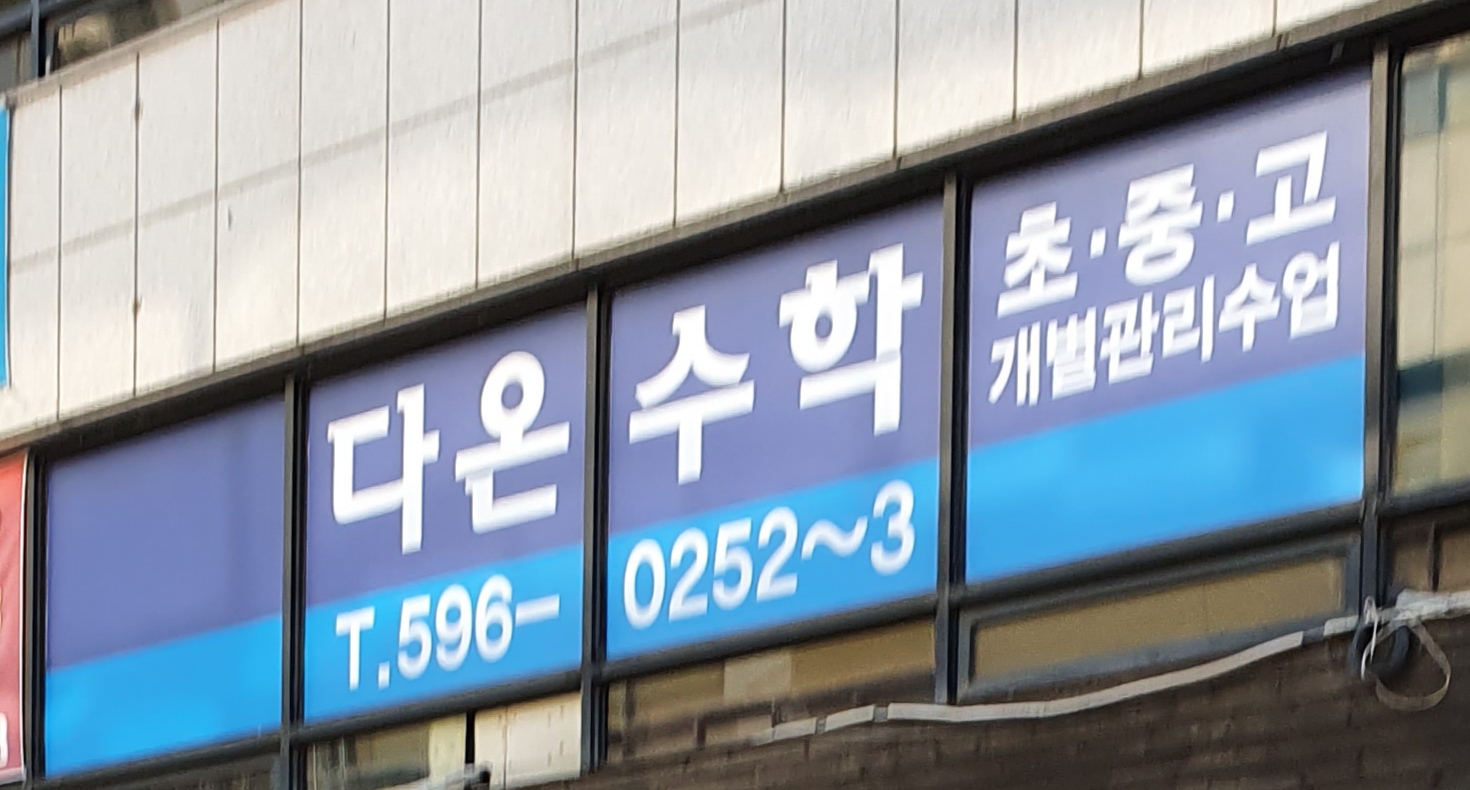 다온 수학
T.596-0252~3
초·중·고
개별관리수업